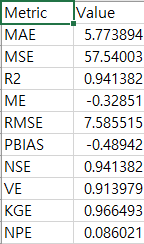 Metric Value
MAE 5.773894
MSE 57.54003
R2 0.941382
ME -0.32851
RMSE 7.585515
PBIAS -0.48942
NSE 0.941382
VE 0.913979
KGE 0.966493
NPE 0.086021